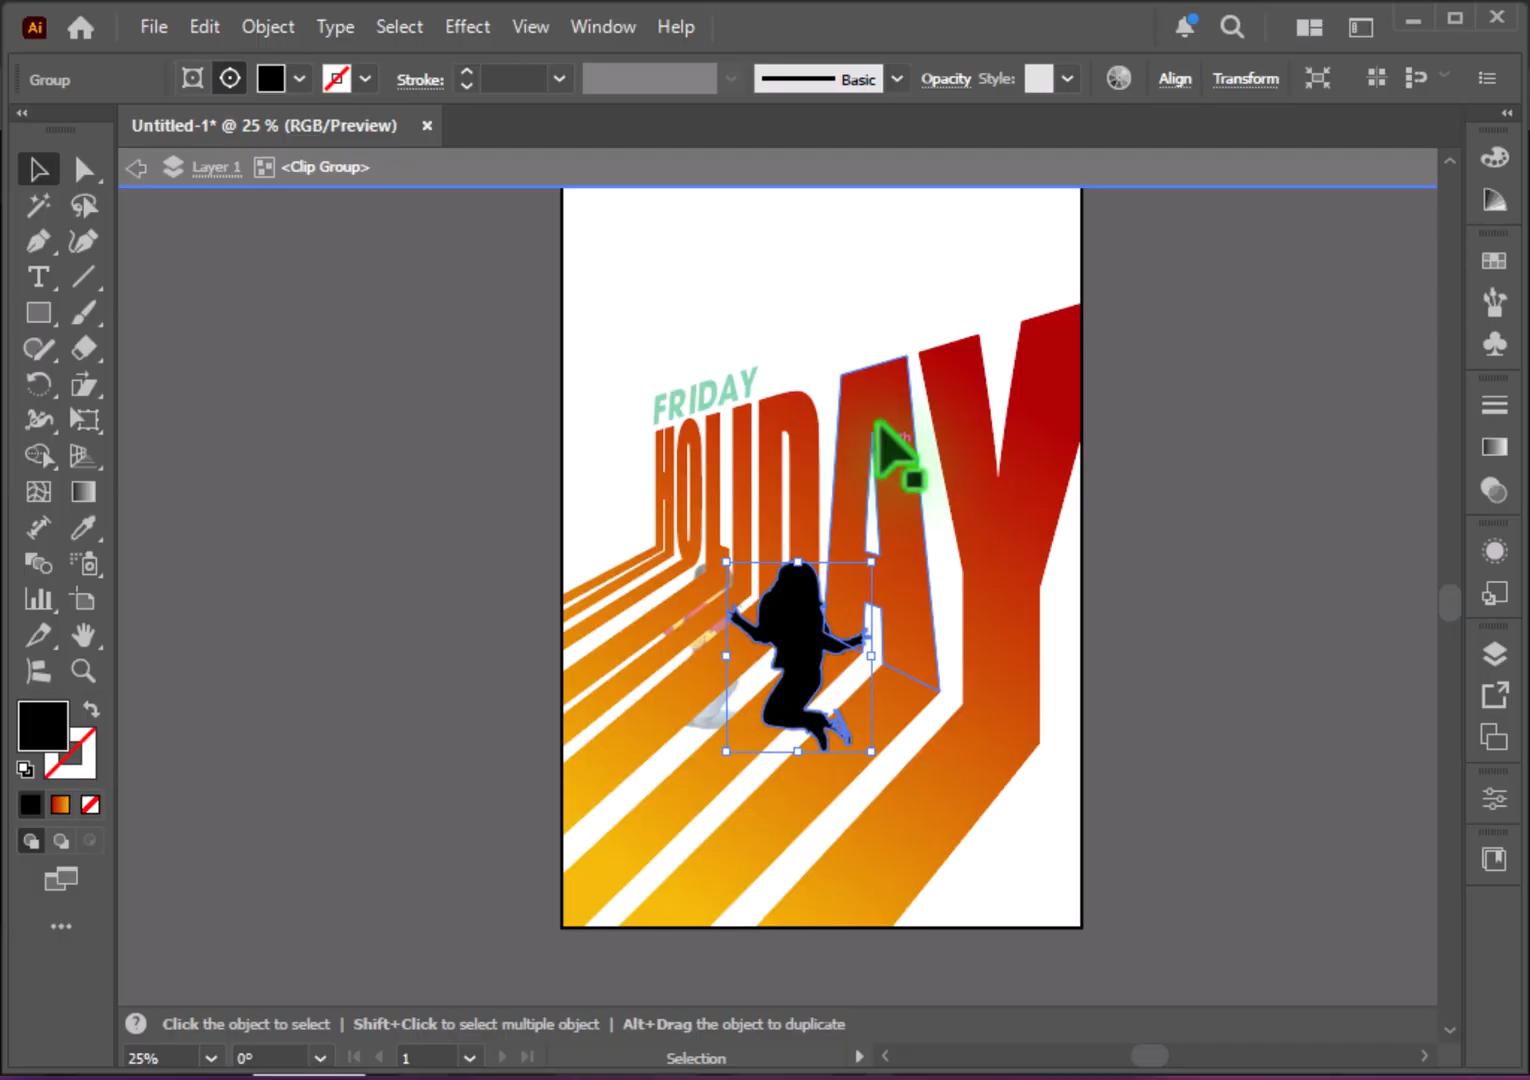 Ai File Edit Object Type Select Effect View Window Help
Group Stroke: Basic Opacity Style: Align Transform
Untitled-1* @ 25 % (RGB/Preview) ×
Layer 1 <Clip Group>
FRIDAY
HOLIDAY
Click the object to select | Shift+Click to select multiple object | Alt+Drag the object to duplicate
25% 0° 1 Selection